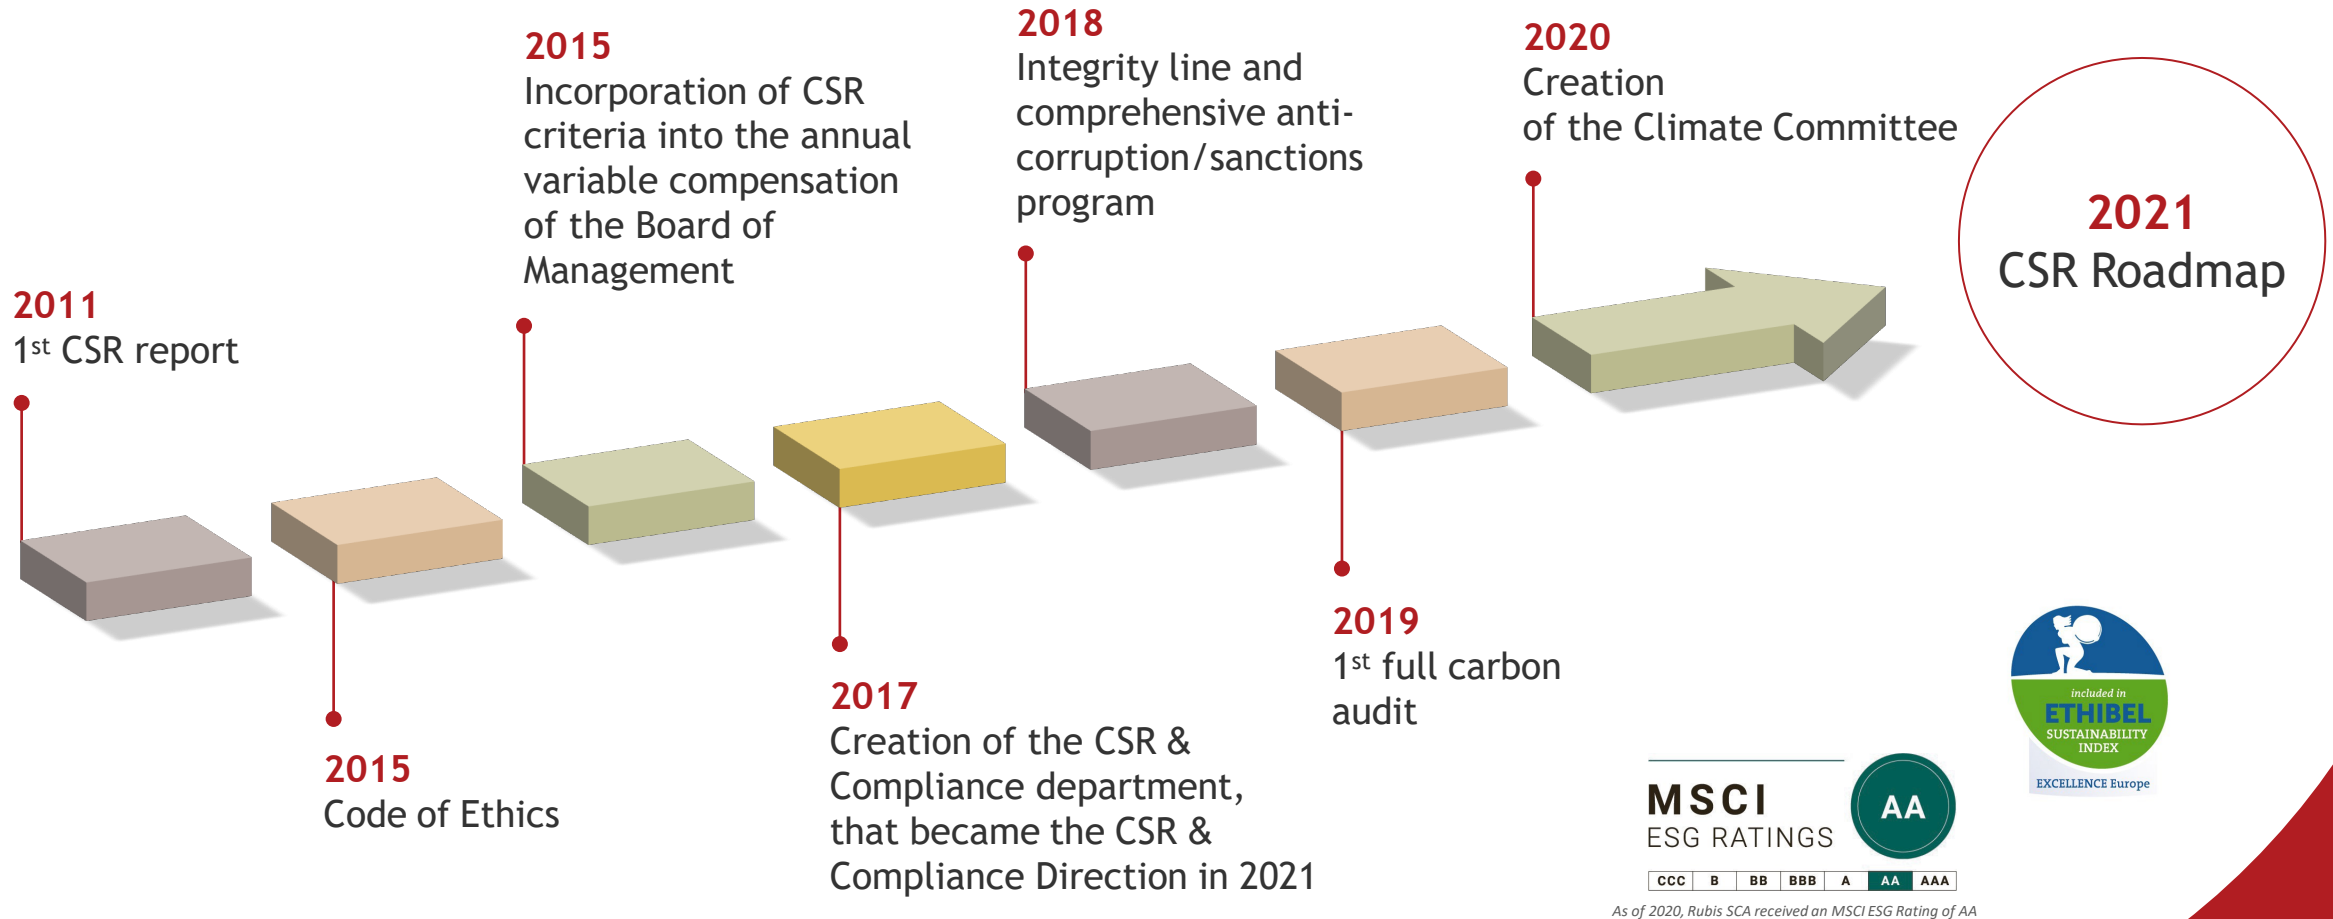 2011
1st CSR report
2015
Code of Ethics
2015
Incorporation of CSR
criteria into the annual
variable compensation
of the Board of
Management
2017
Creation of the CSR &
Compliance department,
that became the CSR &
Compliance Direction in 2021
2018
Integrity line and
comprehensive anti-
corruption/sanctions
program
2019
1st full carbon
audit
2020
Creation
of the Climate Committee
2021
CSR Roadmap
MSCI
ESG RATINGS
AA
CCC B BB BBB A AA AAA
As of 2020, Rubis SCA received an MSCI ESG Rating of AA
included in
ETHIBEL
SUSTAINABILITY
INDEX
EXCELLENCE Europe